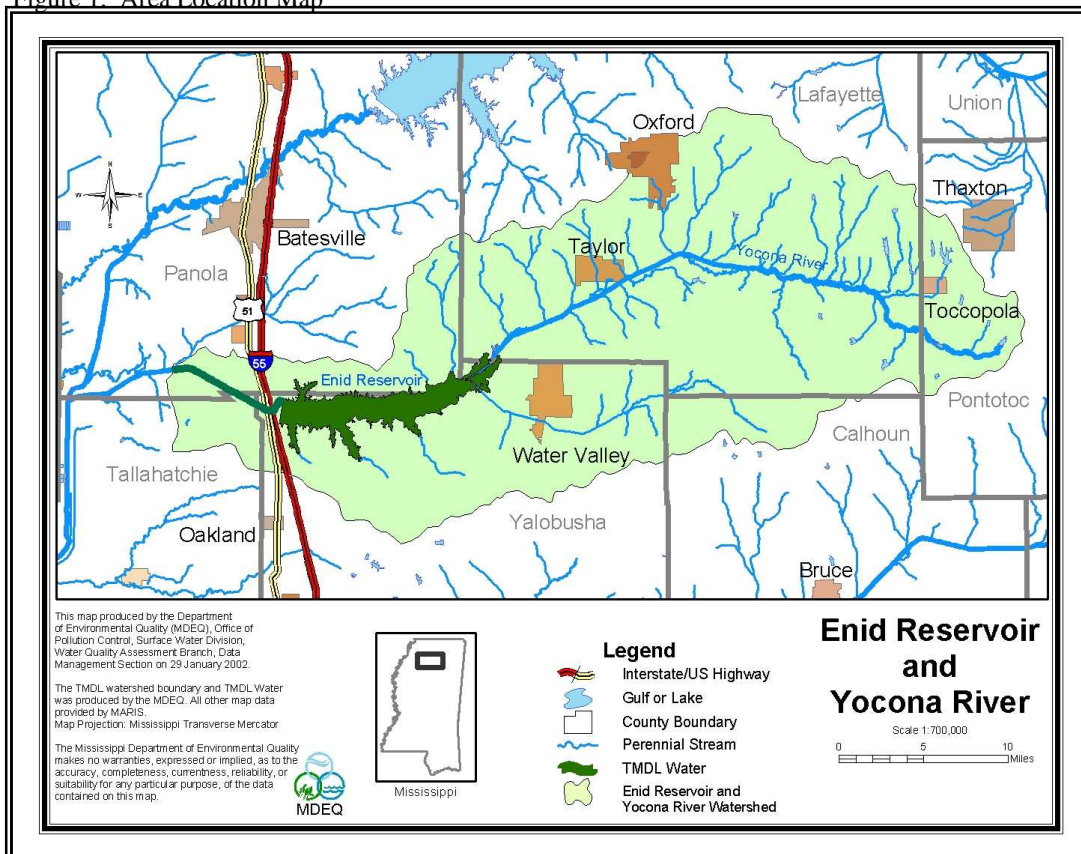 Figure 1. Area Location Map
Lafayette
Union
Oxford
Thaxton
N
W
E
S
Batesville
Taylor
Yocona River
Panola
51
Toccopola
55
Enid Reservoir
Pontotoc
Calhoun
Water Valley
Tallahatchie
Yalobusha
Oakland
Bruce
This map produced by the Department
of Environmental Quality (MDEQ), Office of
Pollution Control, Surface Water Division,
Water Quality Assessment Branch, Data
Management Section on 29 January 2002.
The TMDL watershed boundary and TMDL Water
was produced by the MDEQ. All other map data
provided by MARIS.
Map Projection: Mississippi Transverse Mercator
The Mississippi Department of Environmental Quality
makes no warranties, expressed or implied, as to the
accuracy, completeness, currentness, reliability, or
suitability for any particular purpose, of the data
contained on this map.
MDEQ
Mississippi
Legend
Interstate/US Highway
Gulf or Lake
County Boundary
Perennial Stream
TMDL Water
Enid Reservoir and
Yocona River Watershed
Enid Reservoir
and
Yocona River
Scale 1:700,000
0 5 10
Miles